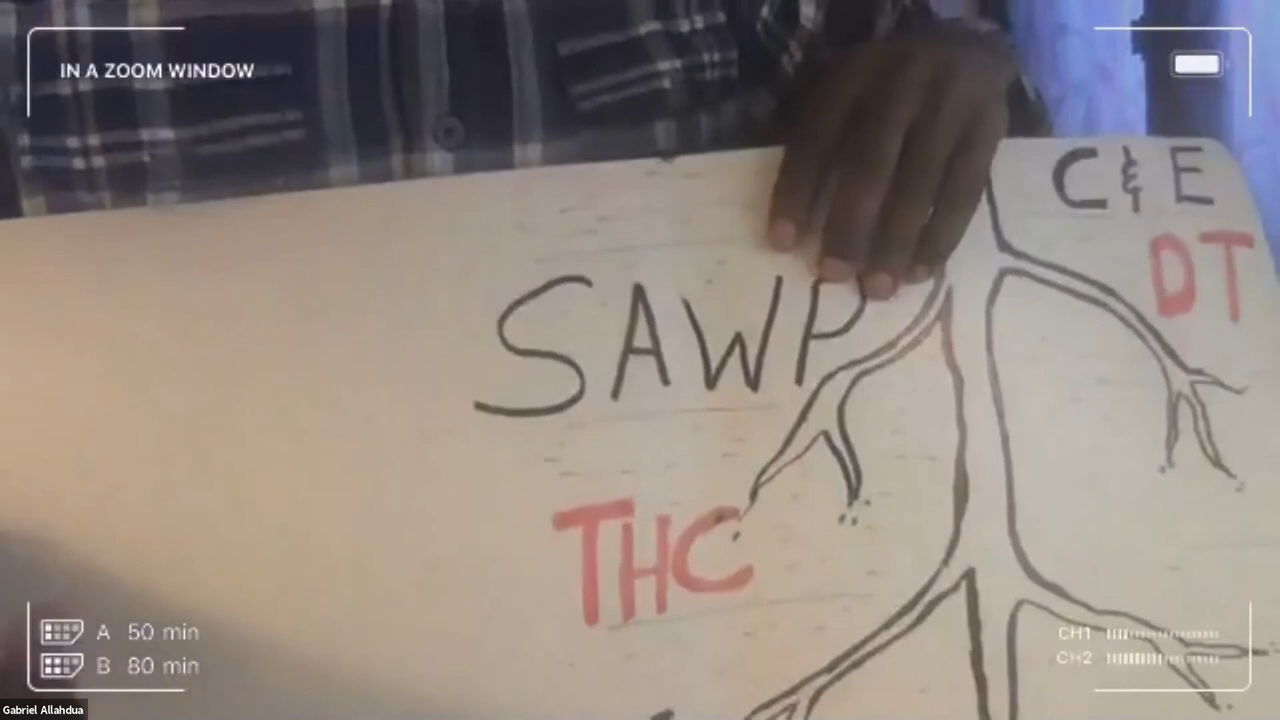 IN A ZOOM WINDOW
C & E
DT
SAWP
THC
A 50 min
B 80 min
CH1
CH2
Gabriel Allahdua